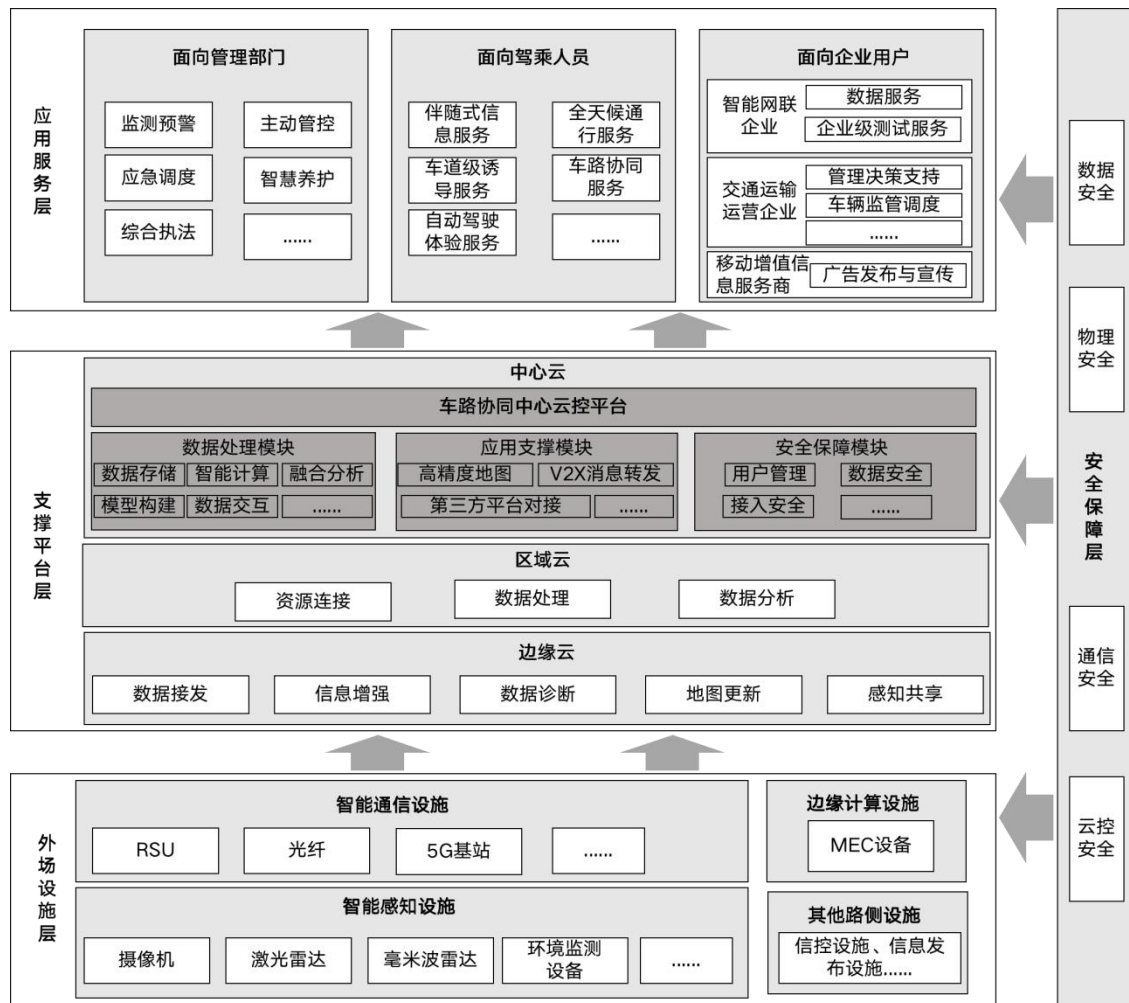 应用服务层
面向管理部门
监测预警
主动管控
应急调度
智慧养护
综合执法
......
面向驾乘人员
伴随式信
息服务
全天候通
行服务
车道级诱
导服务
车路协同
服务
自动驾驶
体验服务
......
面向企业用户
智能网联
企业
数据服务
企业级测试服务
交通运输
运营企业
管理决策支持
车辆监管调度
......
移动增值信
息服务商
广告发布与宣传
支撑平台层
中心云
车路协同中心云控平台
数据处理模块
数据存储
智能计算
融合分析
模型构建
数据交互
......
应用支撑模块
高精度地图
V2X消息转发
第三方平台对接
......
安全保障模块
用户管理
数据安全
接入安全
......
区域云
资源连接
数据处理
数据分析
边缘云
数据接发
信息增强
数据诊断
地图更新
感知共享
外场设施层
智能通信设施
RSU
光纤
5G基站
......
边缘计算设施
MEC设备
智能感知设施
摄像机
激光雷达
毫米波雷达
环境监测
设备
......
其他路侧设施
信控设施、信息发
布设施......
安全保障层
数据
安全
物理
安全
通信
安全
云控
安全